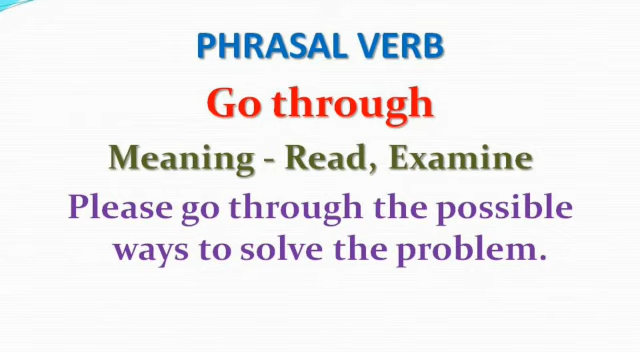 PHRASAL VERB
Go through
Meaning - Read, Examine
Please go through the possible
ways to solve the problem.